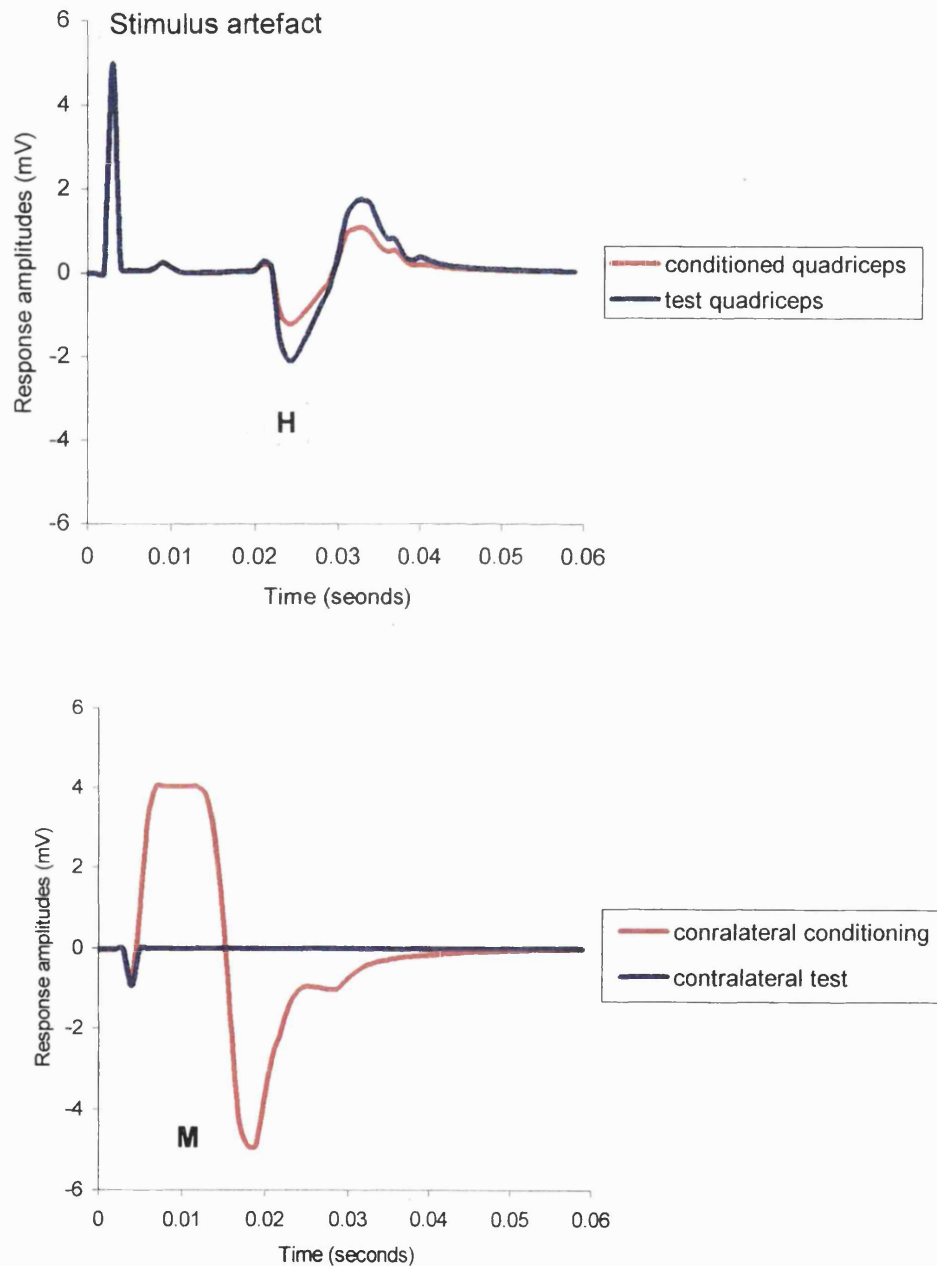 Stimulus artefact
6
4
2
0
-2
-4
-6
Response amplitudes (mV)
H
0 0.01 0.02 0.03 0.04 0.05 0.06
Time (seonds)
conditioned quadriceps
test quadriceps
6
4
2
0
-2
-4
-6
Response amplitudes (mV)
M
0 0.01 0.02 0.03 0.04 0.05 0.06
Time (seconds)
conralateral conditioning
contralateral test